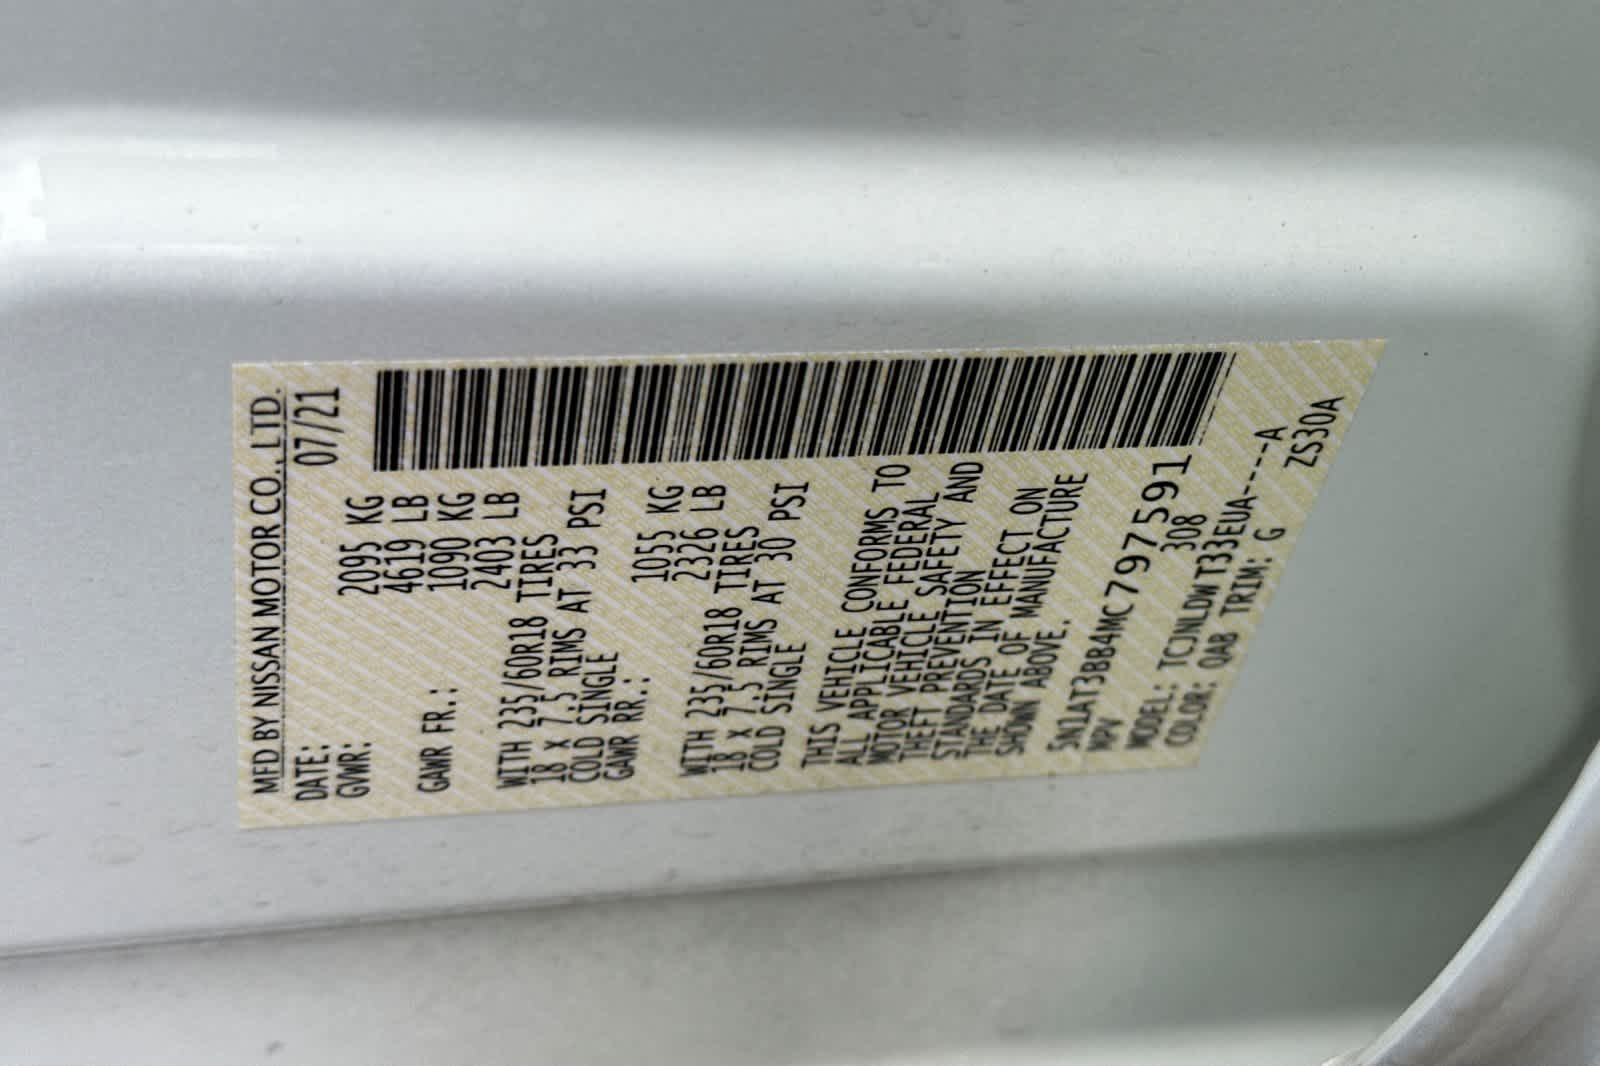 MFD BY NISSAN MOTOR CO., LTD.
DATE: 07/21
GVWR: 2095 KG
4619 LB
GAWR FR.: 1090 KG
2403 LB
WITH 235/60R18 TIRES
18 X 7.5 RIMS AT 33 PSI
COLD SINGLE
GAWR RR.: 1055 KG
2326 LB
WITH 235/60R18 TIRES
18 X 7.5 RIMS AT 30 PSI
COLD SINGLE
THIS VEHICLE CONFORMS TO
ALL APPLICABLE FEDERAL
MOTOR VEHICLE SAFETY AND
THEFT PREVENTION
STANDARDS IN EFFECT ON
THE DATE OF MANUFACTURE
SHOWN ABOVE.
5N1AT3BB4MC797591
MPV 308
MODEL: TCJNLDWT33EUA----A
COLOR: QAB TRIM: G ZS30A